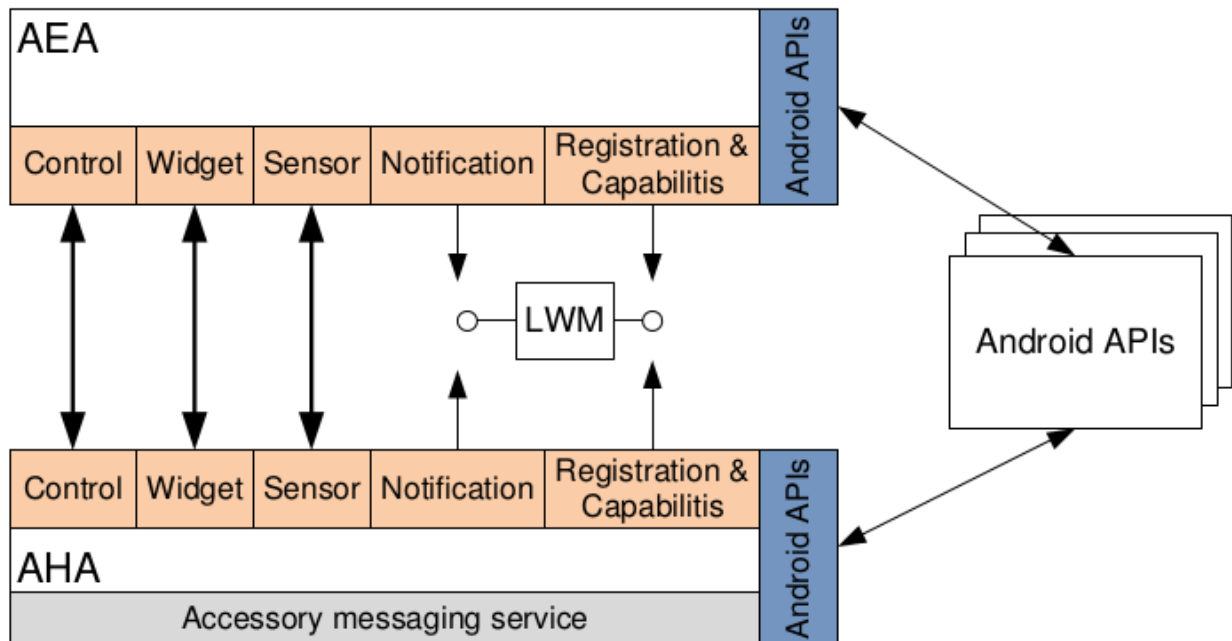 AEA
Android APIs
Control
Widget
Sensor
Notification
Registration &
Capabilitis
LWM
Android APIs
Control
Widget
Sensor
Notification
Registration &
Capabilitis
Android APIs
AHA
Accessory messaging service